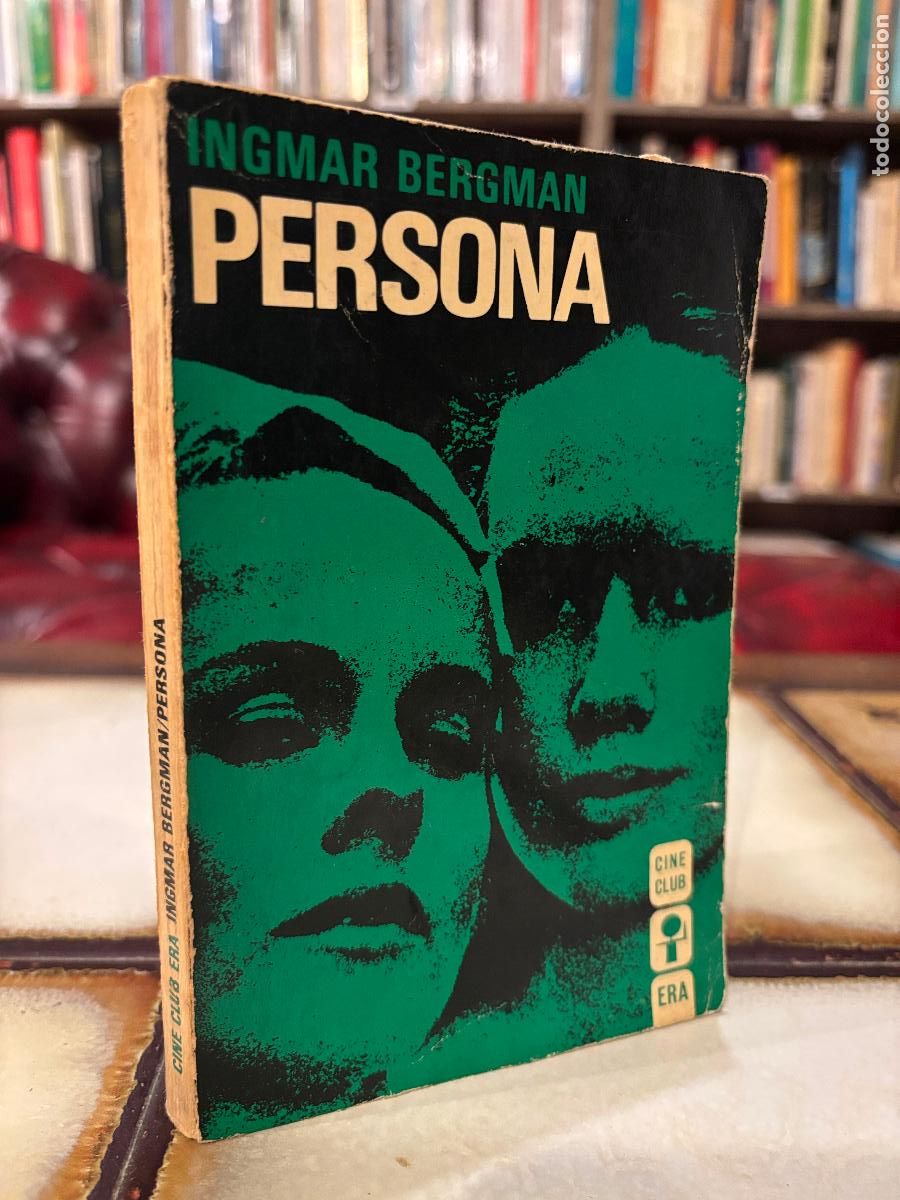 INGMAR BERGMAN
PERSONA
CINE
CLUB
ERA
CINE CLUB ERA INGMAR BERGMAN/PERSONA
todocoleccion